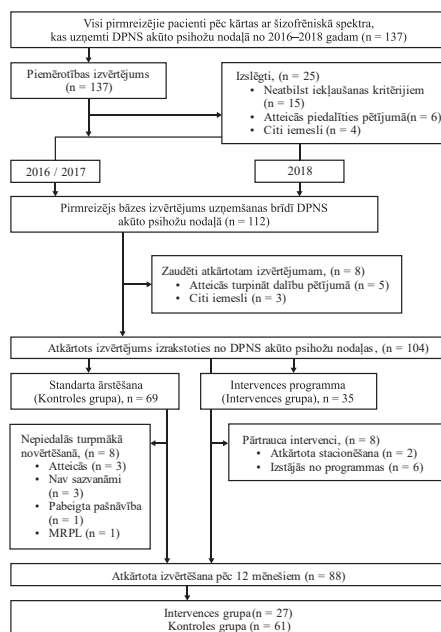 Visi pirmreizējie pacienti pēc kārtas ar šizofrēniskā spektra,
kas uzņemti DPNS akūto psihožu nodaļā no 2016–2018 gadam (n = 137)
Piemērotības izvērtējums
(n = 137)
Izslēgti, (n = 25)
• Neatbilst iekļaušanas kritērijiem
(n = 15)
• Atteicās piedalīties pētījumā(n = 6)
• Citi iemesli (n = 4)
2016 / 2017
2018
Pirmreizējs bāzes izvērtējums uzņemšanas brīdī DPNS
akūto psihožu nodaļā (n = 112)
Zaudēti atkārtotam izvērtējumam, (n = 8)
• Atteicās turpināt dalību pētījumā (n = 5)
• Citi iemesli (n = 3)
Atkārtots izvērtējums izrakstoties no DPNS akūto psihožu nodaļas, (n = 104)
Standarta ārstēšana
(Kontroles grupa), n = 69)
Intervences programma
(Intervences grupa), n = 35)
Nepiedalās turpmākā
novērtēšanā, (n = 8)
• Atteicās (n = 3)
• Nav sazvanāmi
(n = 3)
• Pabeigta pašnāvība
(n = 1)
• MRPL (n = 1)
Pārtrauca intervenci, (n = 8)
• Atkārtota stacionēšana (n = 2)
• Izstājās no programmas (n = 6)
Atkārtota izvērtēšana pēc 12 mēnešiem (n = 88)
Intervences grupa(n = 27)
Kontroles grupa (n = 61)